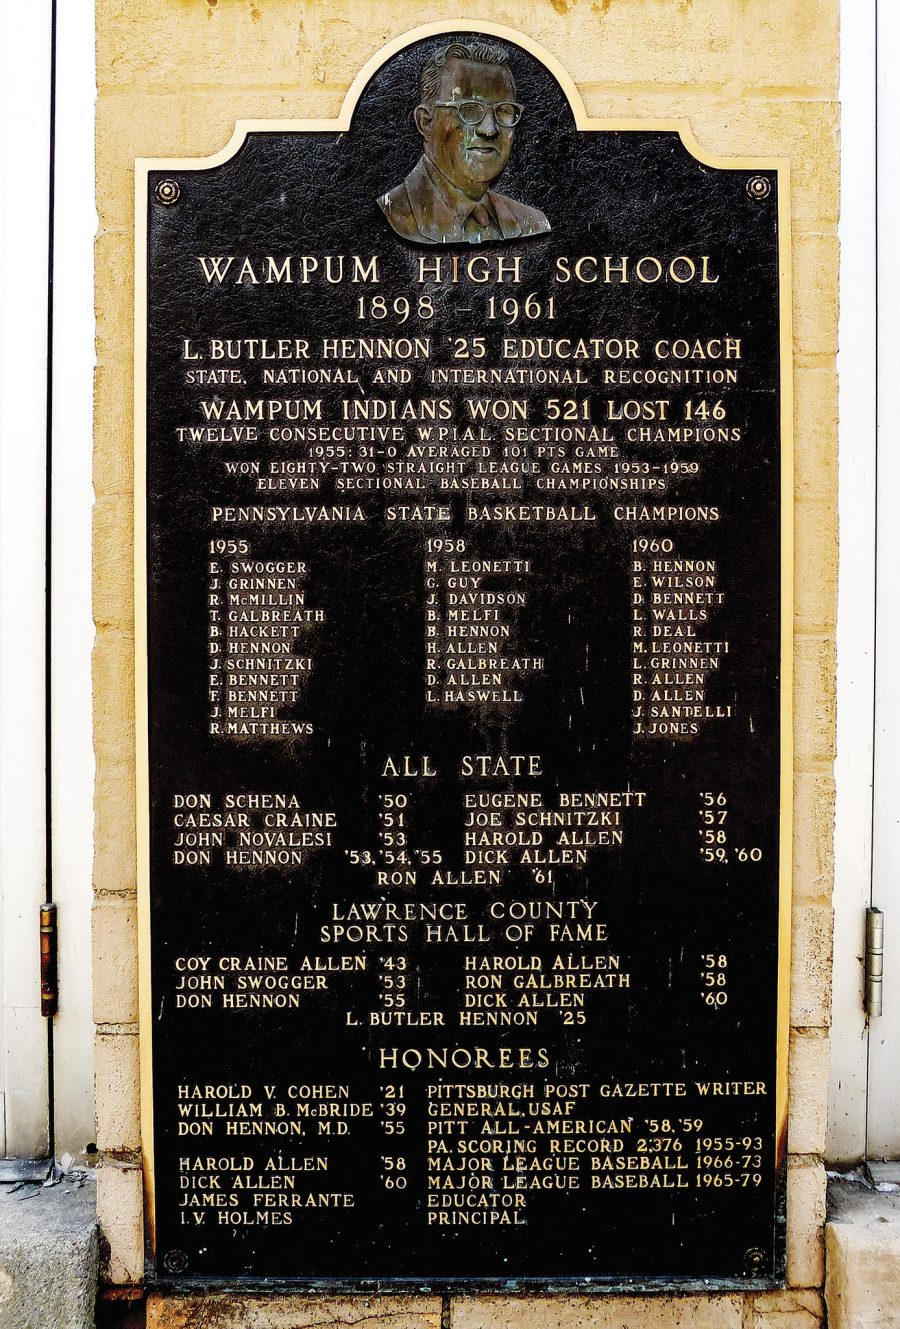 WAMPUM HIGH SCHOOL
1898 - 1961
L. BUTLER HENNON '25 EDUCATOR COACH
STATE, NATIONAL AND INTERNATIONAL RECOGNITION
WAMPUM INDIANS WON 521 LOST 146
TWELVE CONSECUTIVE W.P.I.A.L. SECTIONAL CHAMPIONS
1955: 31-0 AVERAGED 101 PTS GAME
WON EIGHTY-TWO STRAIGHT LEAGUE GAMES 1953-1959
ELEVEN SECTIONAL BASEBALL CHAMPIONSHIPS
PENNSYLVANIA STATE BASKETBALL CHAMPIONS
1955
E. SWOGGER
J. GRINNEN
R. MCMILLIN
T. GALBREATH
B. HACKETT
D. HENNON
J. SCHNITZKI
E. BENNETT
F. BENNETT
J. MELFI
R. MATTHEWS
1958
M. LEONETTI
C. GUY
J. DAVIDSON
B. MELFI
B. HENNON
H. ALLEN
R. GALBREATH
D. ALLEN
L. HASWELL
1960
B. HENNON
E. WILSON
D. BENNETT
L. WALLS
R. DEAL
M. LEONETTI
L. GRINNEN
R. ALLEN
D. ALLEN
J. SANTELLI
J. JONES
ALL STATE
DON SCHENA '50 EUGENE BENNETT '56
CAESAR CRAINE '51 JOE SCHNITZKI '57
JOHN NOVALESI '53 HAROLD ALLEN '58
DON HENNON '53, '54, '55 DICK ALLEN '59, '60
RON ALLEN '61
LAWRENCE COUNTY
SPORTS HALL OF FAME
COY CRAINE ALLEN '43 HAROLD ALLEN '58
JOHN SWOGGER '53 RON GALBREATH '58
DON HENNON '55 DICK ALLEN '60
L. BUTLER HENNON '25
HONOREES
HAROLD V. COHEN '21 PITTSBURGH POST GAZETTE WRITER
WILLIAM B. MCBRIDE '39 GENERAL, USAF
DON HENNON, M.D. '55 PITT ALL-AMERICAN '58, '59
PA. SCORING RECORD 2,376 1955-93
HAROLD ALLEN '58 MAJOR LEAGUE BASEBALL 1966-73
DICK ALLEN '60 MAJOR LEAGUE BASEBALL 1965-79
JAMES FERRANTE EDUCATOR
I.V. HOLMES PRINCIPAL